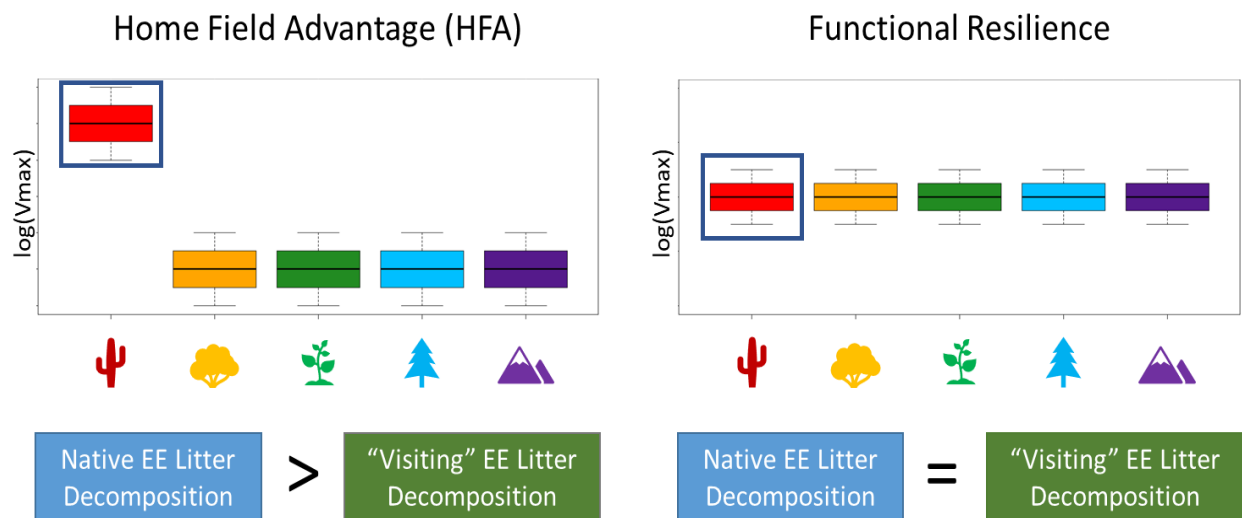 Home Field Advantage (HFA)
Functional Resilience
log(Vmax)
log(Vmax)
Native EE Litter
Decomposition
>
“Visiting” EE Litter
Decomposition
Native EE Litter
Decomposition
=
“Visiting” EE Litter
Decomposition